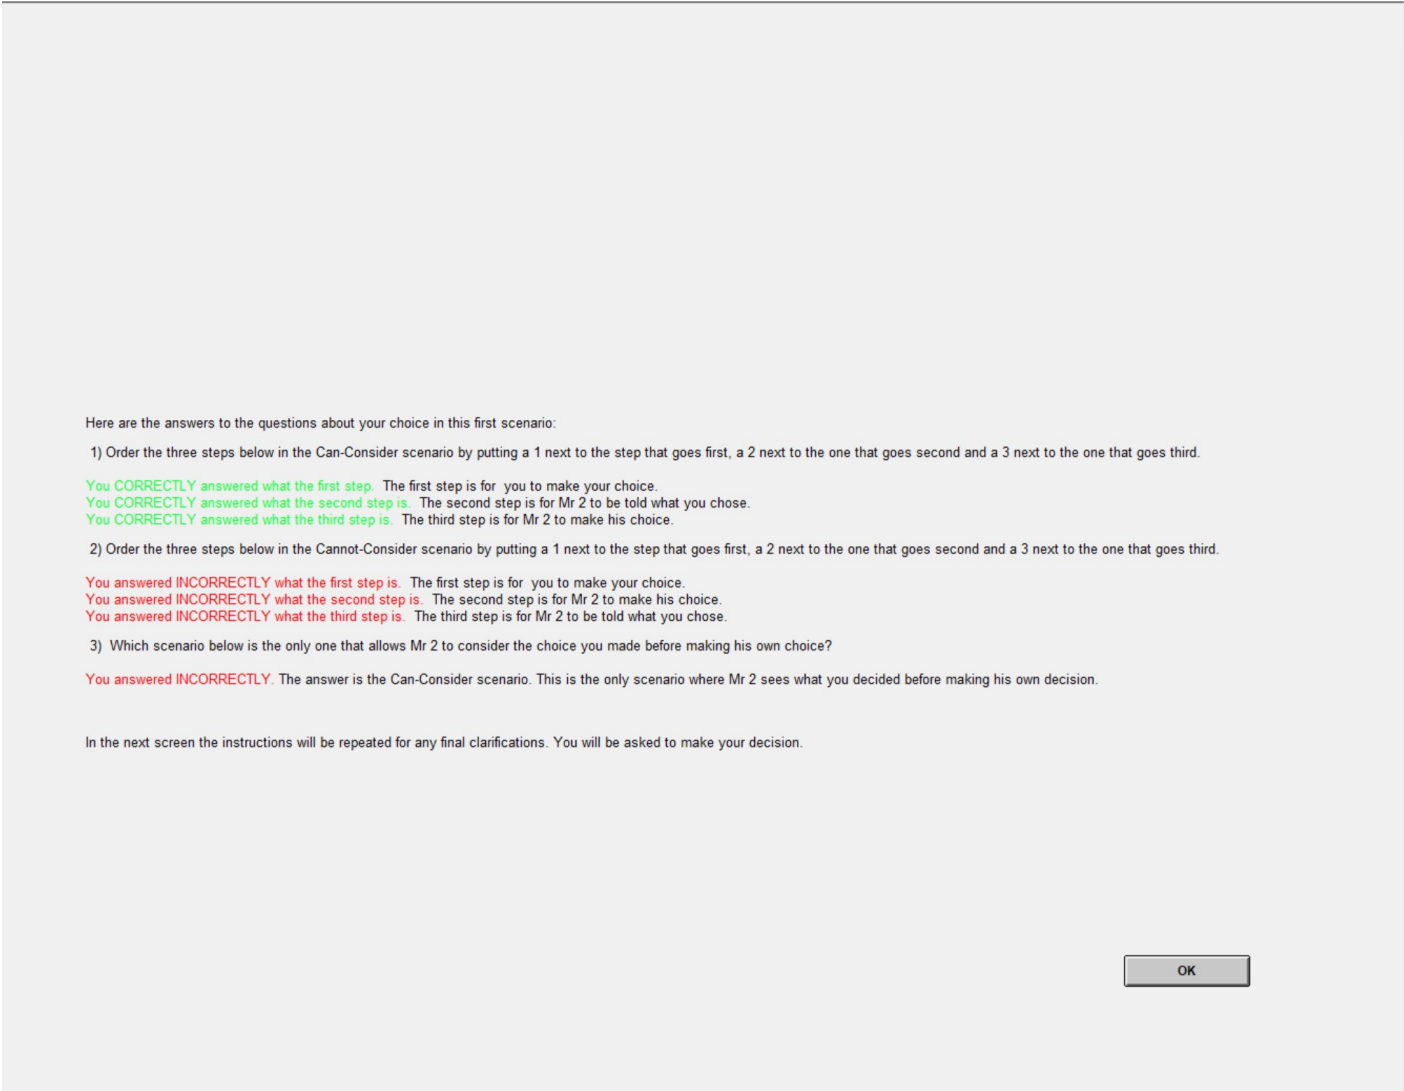 Here are the answers to the questions about your choice in this first scenario:
1) Order the three steps below in the Can-Consider scenario by putting a 1 next to the step that goes first, a 2 next to the one that goes second and a 3 next to the one that goes third.
You CORRECTLY answered what the first step. The first step is for you to make your choice.
You CORRECTLY answered what the second step is. The second step is for Mr 2 to be told what you chose.
You CORRECTLY answered what the third step is. The third step is for Mr 2 to make his choice.
2) Order the three steps below in the Cannot-Consider scenario by putting a 1 next to the step that goes first, a 2 next to the one that goes second and a 3 next to the one that goes third.
You answered INCORRECTLY what the first step is. The first step is for you to make your choice.
You answered INCORRECTLY what the second step is. The second step is for Mr 2 to make his choice.
You answered INCORRECTLY what the third step is. The third step is for Mr 2 to be told what you chose.
3) Which scenario below is the only one that allows Mr 2 to consider the choice you made before making his own choice?
You answered INCORRECTLY. The answer is the Can-Consider scenario. This is the only scenario where Mr 2 sees what you decided before making his own decision.
In the next screen the instructions will be repeated for any final clarifications. You will be asked to make your decision.
OK